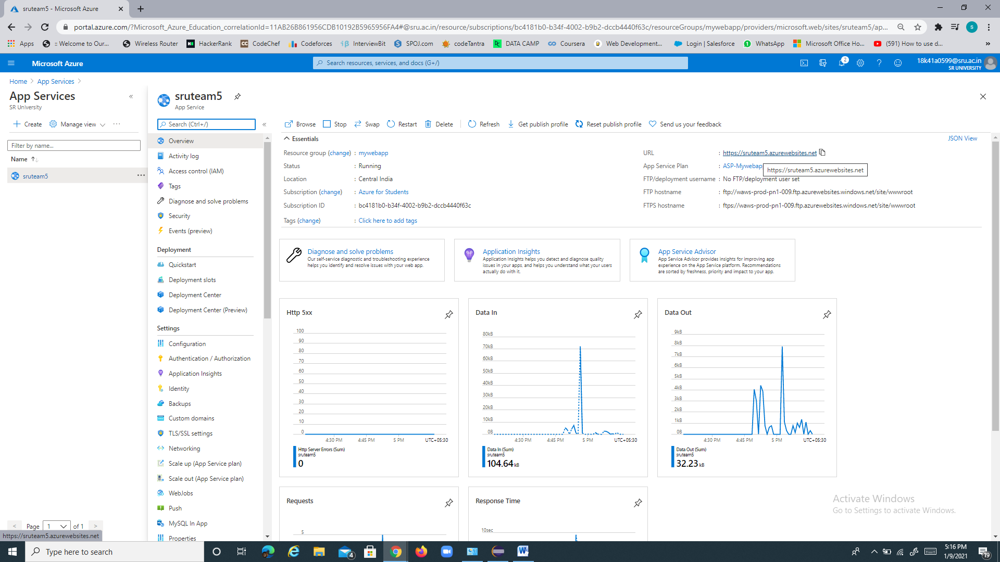 sruteam5 - Microsoft Azure
portal.azure.com/?Microsoft_Azure_Education_correlationId=11AB26B861956CDB10192B5965956FA4#@sru.ac.in/resource/subscriptions/bc4181b0-b34f-4002-b9b2-dccb4440f63c/resourceGroups/mywebapp/providers/microsoft.web/sites/sruteam5/ap...
Apps
:: Welcome to Our...
Wireless Router
HackerRank
CodeChef
Codeforces
InterviewBit
SPOJ.com
codeTantra
DATA CAMP
Coursera
Web Development...
Login | Salesforce
WhatsApp
Microsoft Office Ho...
(591) How to use d...
Microsoft Azure
Search resources, services, and docs (G+/)
2
18k41a0599@sru.ac.in
SR UNIVERSITY
Home > App Services >
App Services
SR University
Create
Manage view
Filter by name...
Name
sruteam5
Page 1 of 1
https://sruteam5.azurewebsites.net
sruteam5
App Service
Search (Ctrl+/)
Overview
Activity log
Access control (IAM)
Tags
Diagnose and solve problems
Security
Events (preview)
Deployment
Quickstart
Deployment slots
Deployment Center
Deployment Center (Preview)
Settings
Configuration
Authentication / Authorization
Application Insights
Identity
Backups
Custom domains
TLS/SSL settings
Networking
Scale up (App Service plan)
Scale out (App Service plan)
WebJobs
Push
MySQL In App
Properties
Browse Stop Swap Restart Delete Refresh Get publish profile Reset publish profile Send us your feedback
Essentials
JSON View
Resource group (change) : mywebapp
Status : Running
Location : Central India
Subscription (change) : Azure for Students
Subscription ID : bc4181b0-b34f-4002-b9b2-dccb4440f63c
Tags (change) : Click here to add tags
URL : https://sruteam5.azurewebsites.net
App Service Plan : ASP-Mywebap
https://sruteam5.azurewebsites.net
FTP/deployment username : No FTP/deployment user set
FTP hostname : ftp://waws-prod-pn1-009.ftp.azurewebsites.windows.net/site/wwwroot
FTPS hostname : ftps://waws-prod-pn1-009.ftp.azurewebsites.windows.net/site/wwwroot
Diagnose and solve problems
Our self-service diagnostic and troubleshooting experience
helps you identify and resolve issues with your web app.
Application Insights
Application Insights helps you detect and diagnose quality
issues in your apps, and helps you understand what your users
actually do with it.
App Service Advisor
App Service Advisor provides insights for improving app
experience on the App Service platform. Recommendations
are sorted by freshness, priority and impact to your app.
Http 5xx
100
90
80
70
60
50
40
30
20
10
0
4:30 PM 4:45 PM 5 PM UTC+05:30
Http Server Errors (Sum)
sruteam5
0
Data In
80kB
70kB
60kB
50kB
40kB
30kB
20kB
10kB
0B
4:30 PM 4:45 PM 5 PM UTC+05:30
Data In (Sum)
sruteam5
104.64 kB
Data Out
9kB
8kB
7kB
6kB
5kB
4kB
3kB
2kB
1kB
0B
4:30 PM 4:45 PM 5 PM UTC+05:30
Data Out (Sum)
sruteam5
32.23 kB
Requests
5
Response Time
10sec
Activate Windows
Go to Settings to activate Windows.
Type here to search
4
5:16 PM
1/9/2021
19